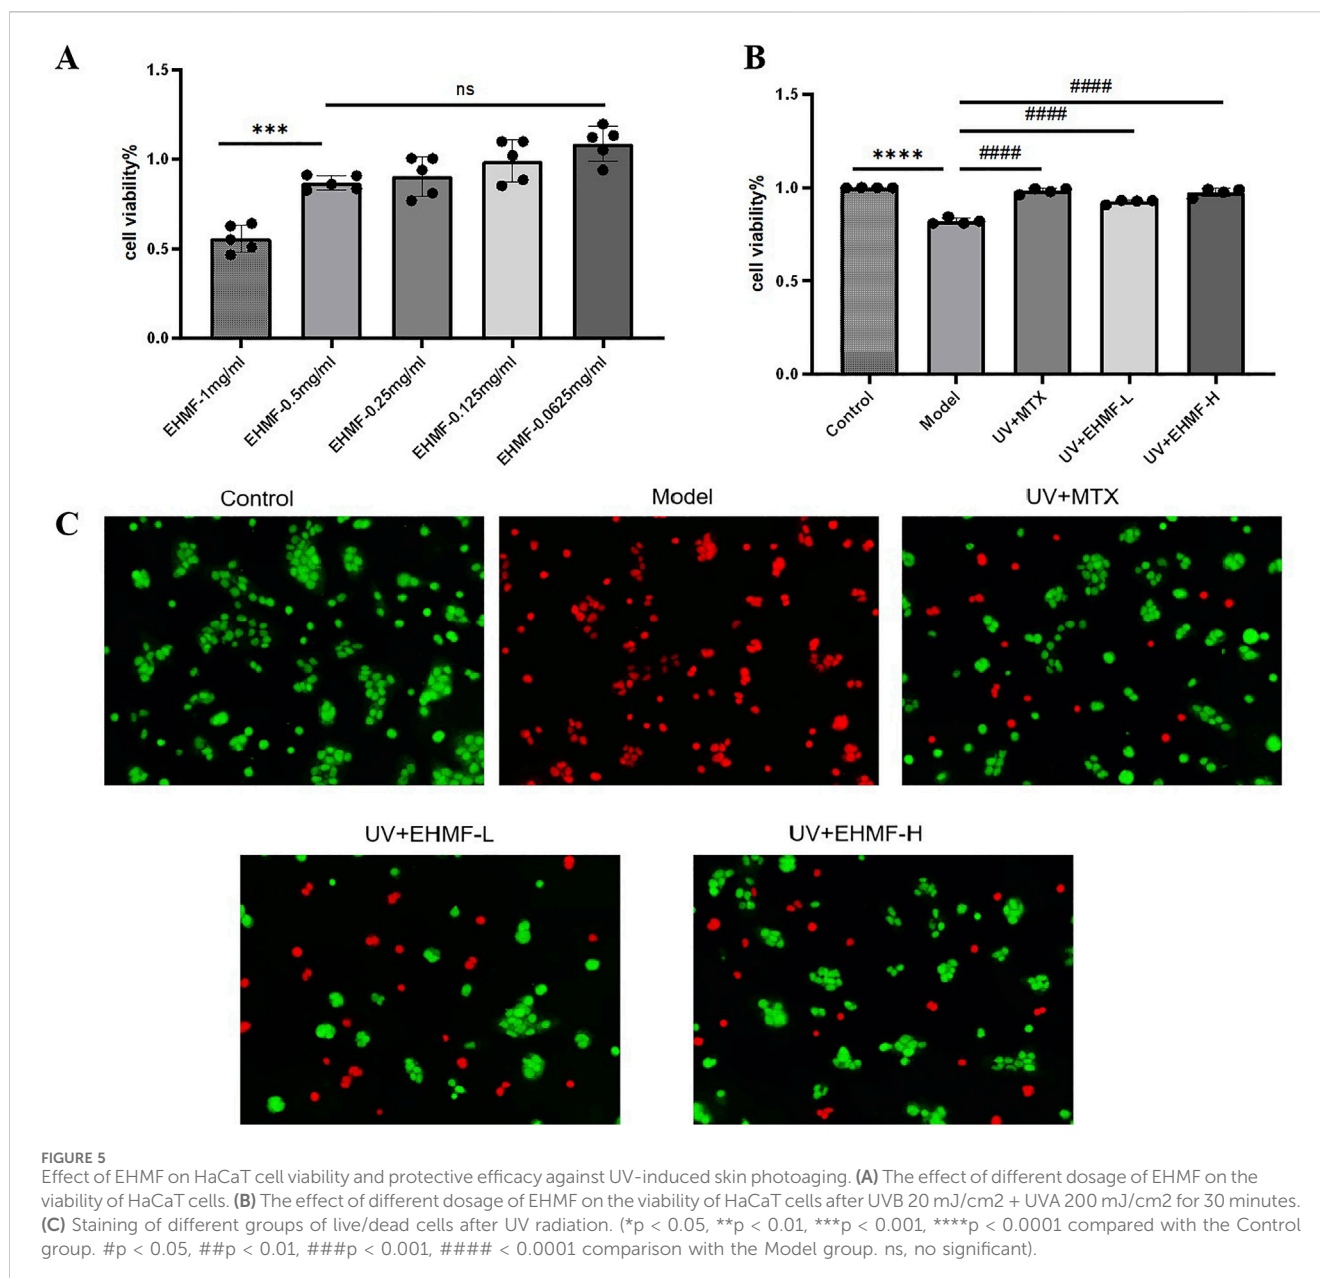 A
1.5
1.0
0.5
0.0
cell viability%
***
ns
EHMF-1mg/ml
EHMF-0.5mg/ml
EHMF-0.25mg/ml
EHMF-0.125mg/ml
EHMF-0.0625mg/ml
B
1.5
1.0
0.5
0.0
cell viability%
****
####
####
####
Control
Model
UV+MTX
UV+EHMF-L
UV+EHMF-H
C
Control
Model
UV+MTX
UV+EHMF-L
UV+EHMF-H
FIGURE 5
Effect of EHMF on HaCaT cell viability and protective efficacy against UV-induced skin photoaging. (A) The effect of different dosage of EHMF on the
viability of HaCaT cells. (B) The effect of different dosage of EHMF on the viability of HaCaT cells after UVB 20 mJ/cm2 + UVA 200 mJ/cm2 for 30 minutes.
(C) Staining of different groups of live/dead cells after UV radiation. (*p < 0.05, **p < 0.01, ***p < 0.001, ****p < 0.0001 compared with the Control
group. #p < 0.05, ##p < 0.01, ###p < 0.001, #### < 0.0001 comparison with the Model group. ns, no significant).